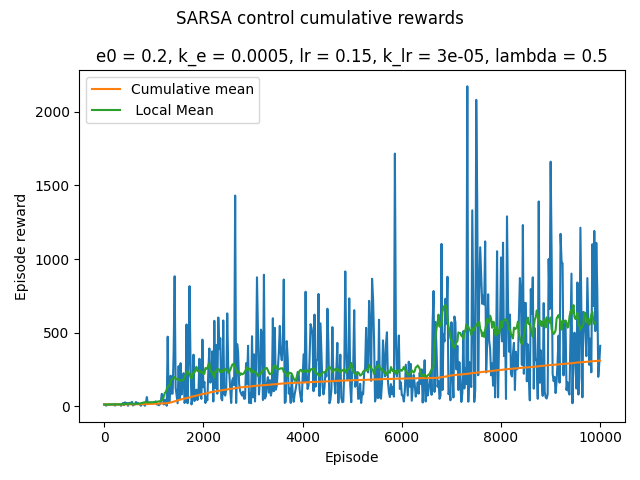 SARSA control cumulative rewards
e0 = 0.2, k_e = 0.0005, lr = 0.15, k_lr = 3e-05, lambda = 0.5
Cumulative mean
Local Mean
Episode reward
2000
1500
1000
500
0
0 2000 4000 6000 8000 10000
Episode